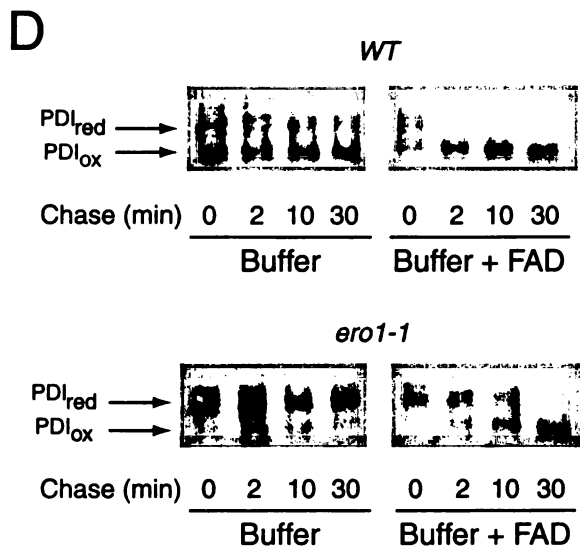 D
WT
PDIred
PDIox
Chase (min) 0 2 10 30 0 2 10 30
Buffer Buffer + FAD
ero1-1
PDIred
PDIox
Chase (min) 0 2 10 30 0 2 10 30
Buffer Buffer + FAD